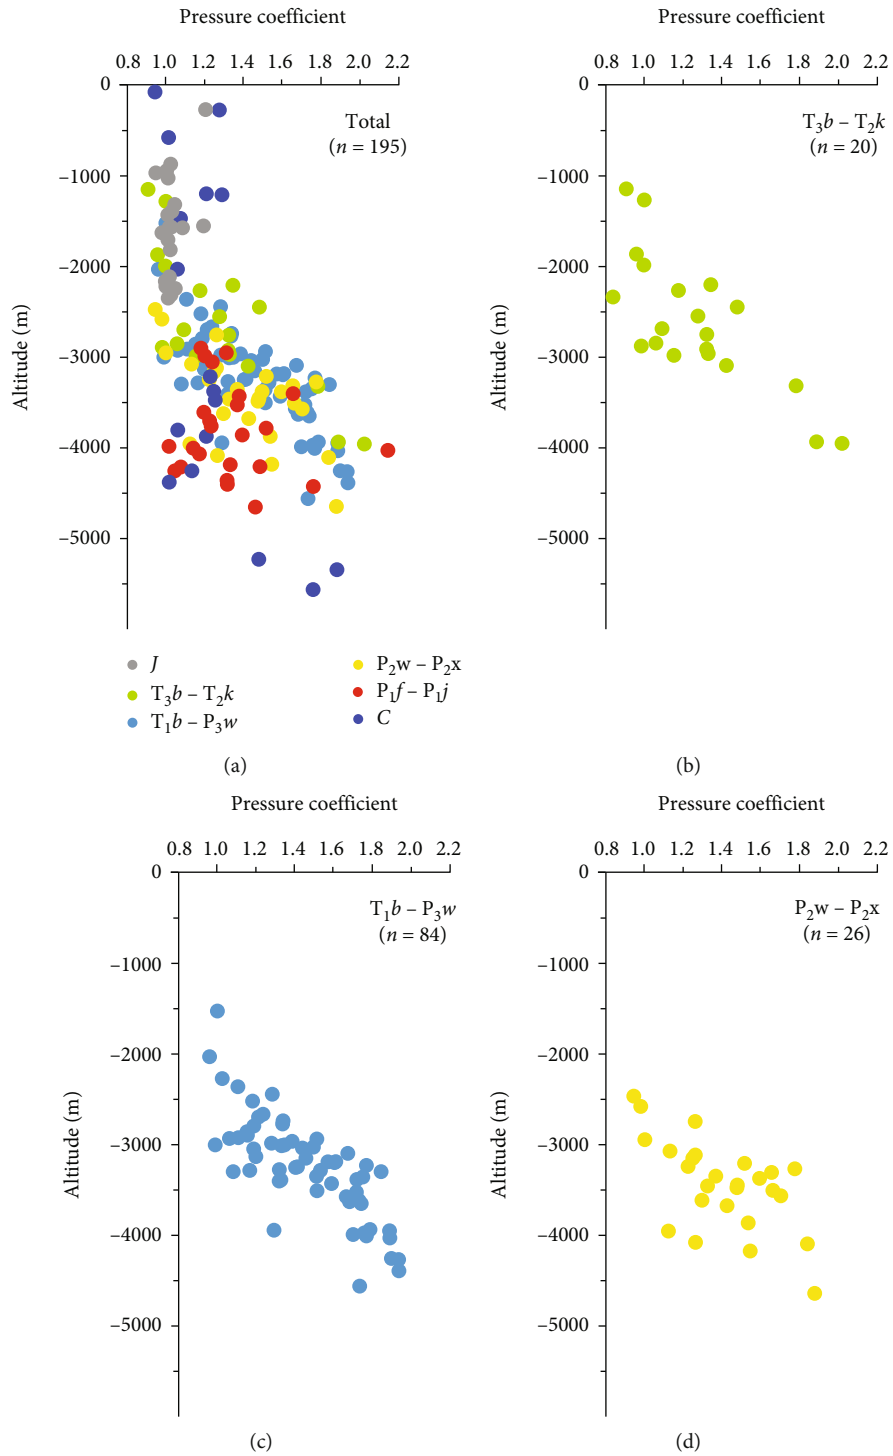 Pressure coefficient
0.8 1.0 1.2 1.4 1.6 1.8 2.0 2.2
0
−1000
−2000
−3000
−4000
−5000
Altitude (m)
Total
(n = 195)
J
T₃b – T₂k
T₁b – P₃w
P₂w – P₂x
P₁f – P₁j
C
(a)
Pressure coefficient
0.8 1.0 1.2 1.4 1.6 1.8 2.0 2.2
0
−1000
−2000
−3000
−4000
−5000
Altitude (m)
T₃b – T₂k
(n = 20)
(b)
Pressure coefficient
0.8 1.0 1.2 1.4 1.6 1.8 2.0 2.2
0
−1000
−2000
−3000
−4000
−5000
Altitude (m)
T₁b – P₃w
(n = 84)
(c)
Pressure coefficient
0.8 1.0 1.2 1.4 1.6 1.8 2.0 2.2
0
−1000
−2000
−3000
−4000
−5000
Altitude (m)
P₂w – P₂x
(n = 26)
(d)